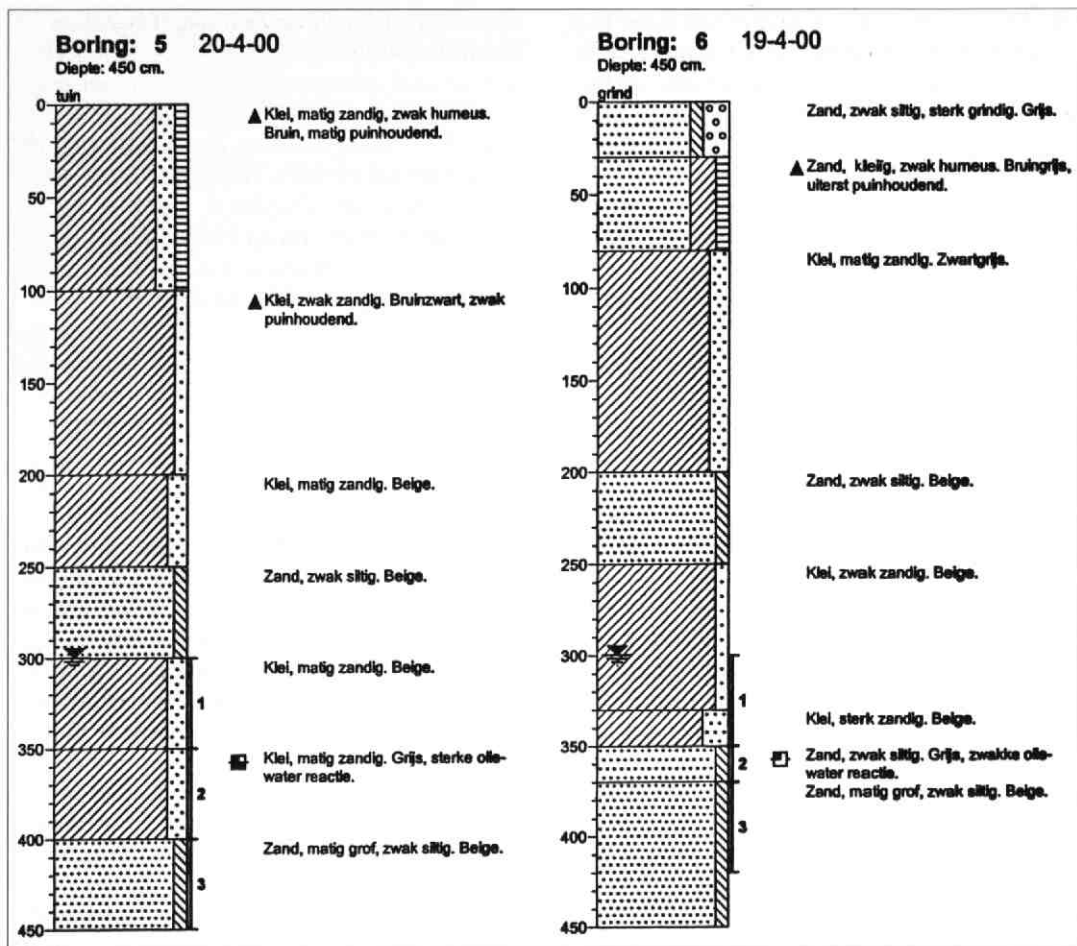 Boring: 5 20-4-00
Diepte: 450 cm.
tuin
0
50
100
150
200
250
300
350
400
450
Klei, matig zandig, zwak humeus.
Bruin, matig puinhoudend.
Klei, zwak zandig. Bruinzwart, zwak
puinhoudend.
Klei, matig zandig. Beige.
Zand, zwak siltig. Beige.
Klei, matig zandig. Beige.
1
Klei, matig zandig. Grijs, sterke olie-
water reactie.
2
Zand, matig grof, zwak siltig. Beige.
3
Boring: 6 19-4-00
Diepte: 450 cm.
grind
0
50
100
150
200
250
300
350
400
450
Zand, zwak siltig, sterk grindig. Grijs.
Zand, kleiïg, zwak humeus. Bruingrijs,
uiterst puinhoudend.
Klei, matig zandig. Zwartgrijs.
Zand, zwak siltig. Beige.
Klei, zwak zandig. Beige.
1
Klei, sterk zandig. Beige.
Zand, zwak siltig. Grijs, zwakke olie-
water reactie.
2
Zand, matig grof, zwak siltig. Beige.
3